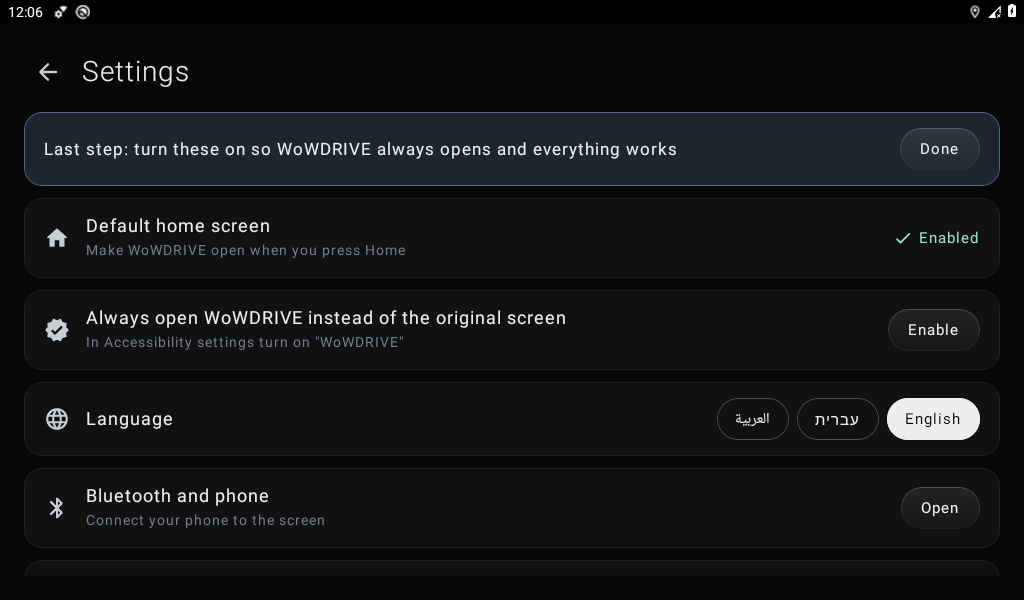 12:06
Settings
Last step: turn these on so WoWDRIVE always opens and everything works
Done
Default home screen
Make WoWDRIVE open when you press Home
Enabled
Always open WoWDRIVE instead of the original screen
In Accessibility settings turn on "WoWDRIVE"
Enable
Language
العربية
עברית
English
Bluetooth and phone
Connect your phone to the screen
Open